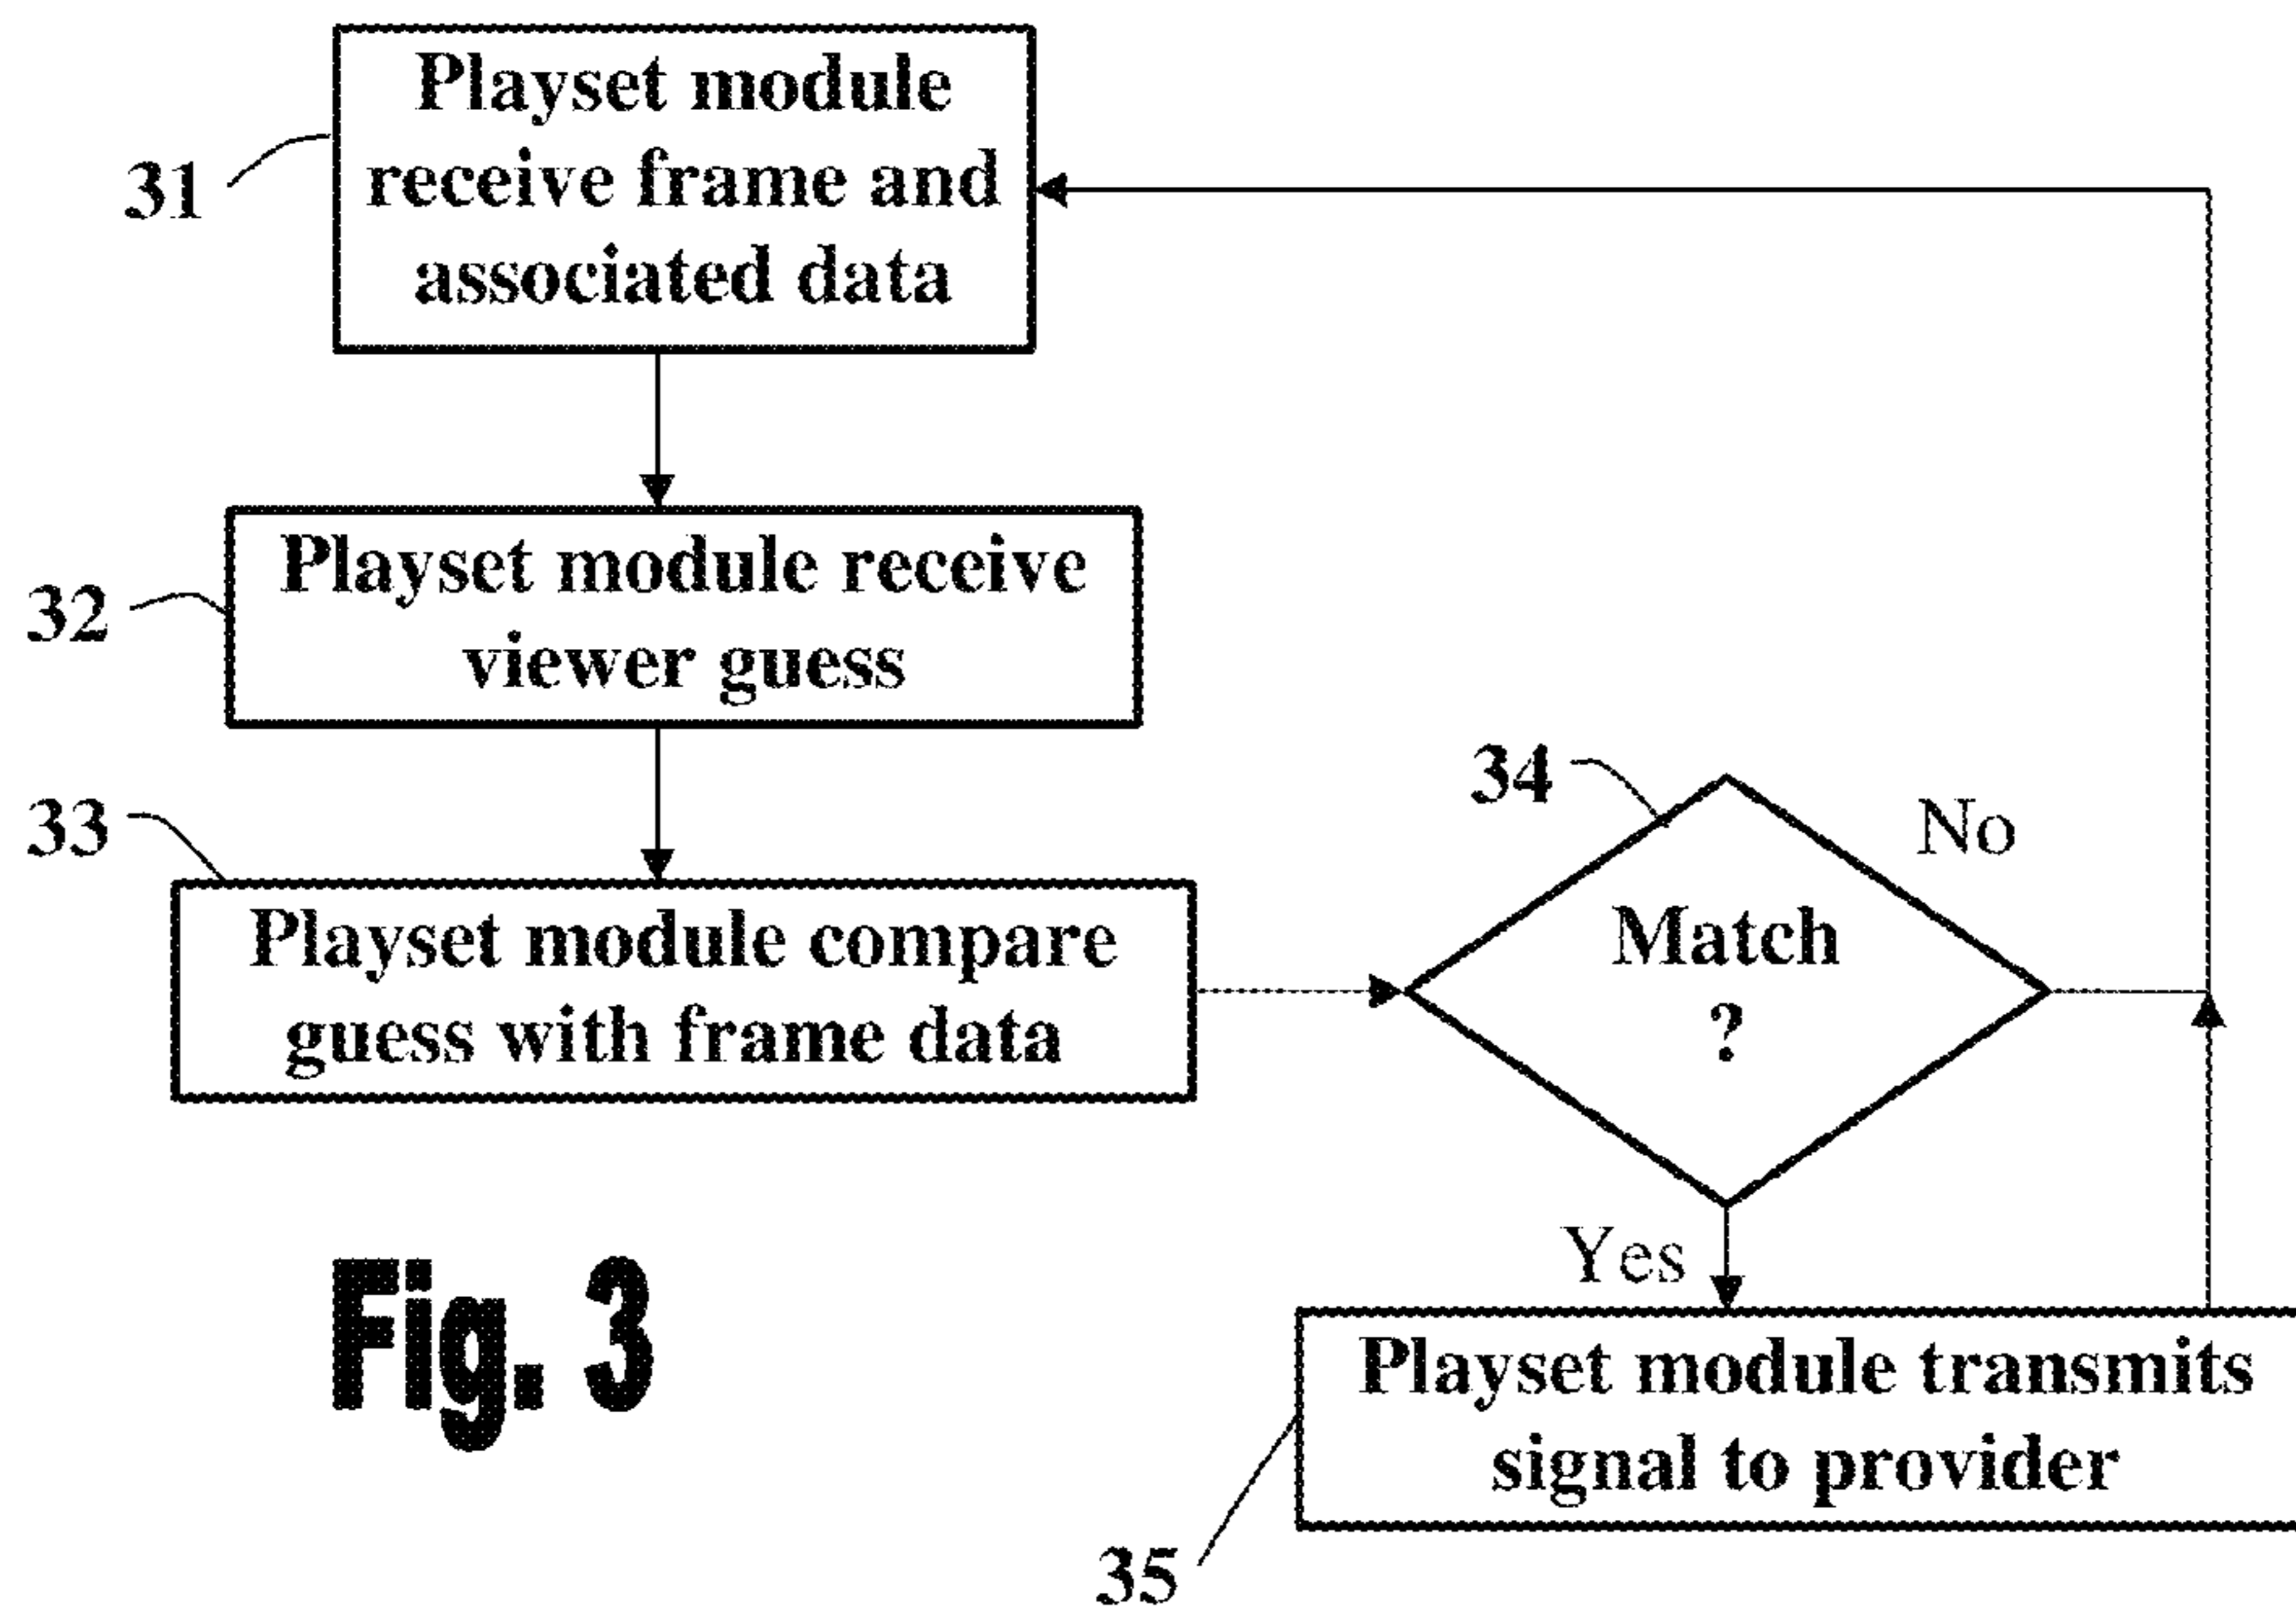 31
Playset module
receive frame and
associated data
32
Playset module receive
viewer guess
33
Playset module compare
guess with frame data
34
Match
?
No
Yes
Playset module transmits
signal to provider
35
Fig. 3